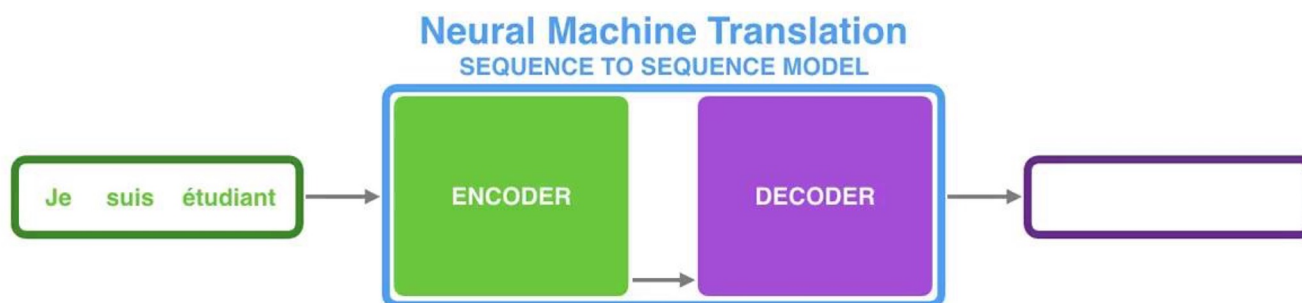 Neural Machine Translation
SEQUENCE TO SEQUENCE MODEL
Je suis étudiant
ENCODER
DECODER